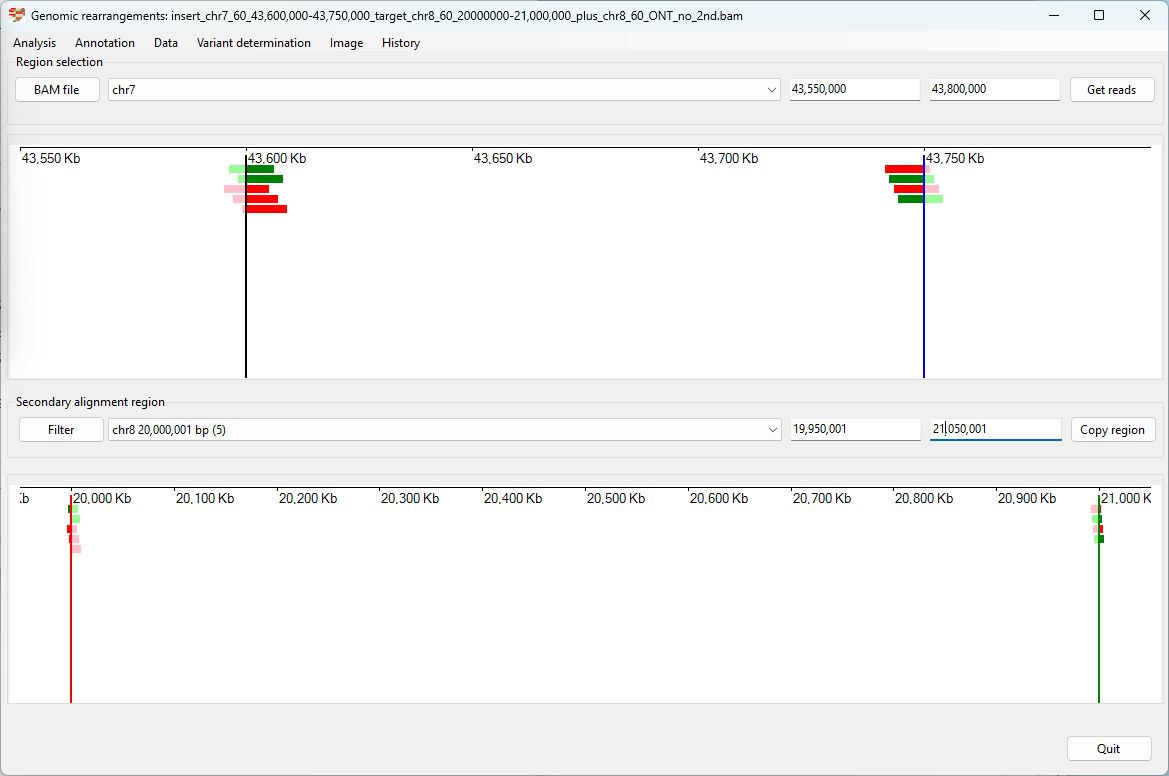 Genomic rearrangements: insert_chr7_60_43,600,000-43,750,000_target_chr8_60_20000000-21,000,000_plus_chr8_60_ONT_no_2nd.bam
Analysis Annotation Data Variant determination Image History
Region selection
BAM file chr7 43,550,000 43,800,000 Get reads
43,550 Kb 43,600 Kb 43,650 Kb 43,700 Kb 43,750 Kb
Secondary alignment region
Filter chr8 20,000,001 bp (5) 19,950,001 21,050,001 Copy region
b 20,000 Kb 20,100 Kb 20,200 Kb 20,300 Kb 20,400 Kb 20,500 Kb 20,600 Kb 20,700 Kb 20,800 Kb 20,900 Kb 21,000 K
Quit